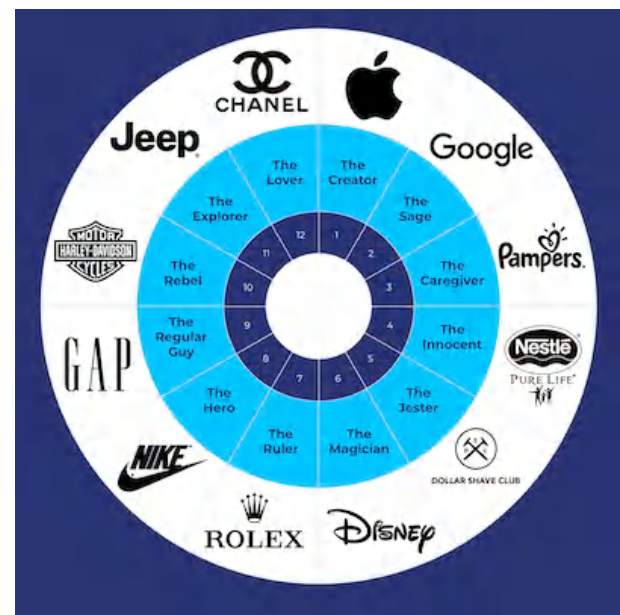 CHANEL
Jeep
Google
MOTOR
HARLEY-DAVIDSON
CYCLES
Pampers.
GAP
Nestlé
PURE LIFE
NIKE
DOLLAR SHAVE CLUB
ROLEX
Disney
The
Creator
The
Sage
The
Caregiver
The
Innocent
The
Jester
The
Magician
The
Ruler
The
Hero
The
Regular
Guy
The
Rebel
The
Explorer
The
Lover
1
2
3
4
5
6
7
8
9
10
11
12